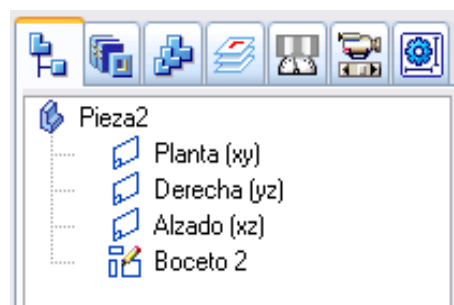 Pieza2
Planta (xy)
Derecha (yz)
Alzado (xz)
Boceto 2